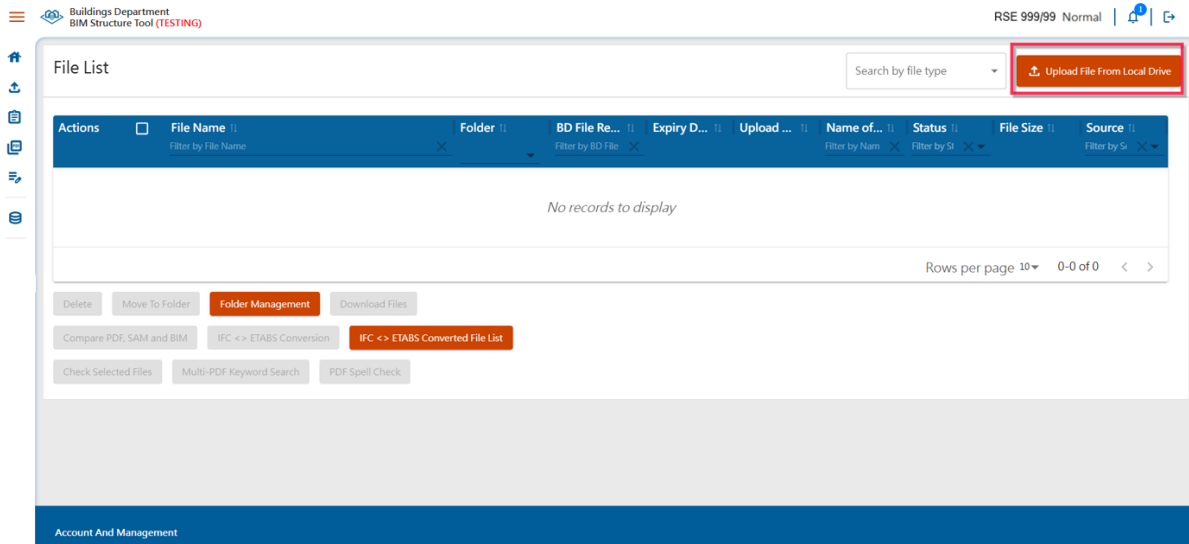 Buildings Department
BIM Structure Tool (TESTING)
RSE 999/99 Normal
1
File List
Search by file type
Upload File From Local Drive
Actions File Name Folder BD File Re... Expiry D... Upload ... Name of... Status File Size Source
Filter by File Name Filter by BD File Filter by Nam Filter by St Filter by So
No records to display
Rows per page 10 0-0 of 0
Delete Move To Folder Folder Management Download Files
Compare PDF, SAM and BIM IFC <> ETABS Conversion IFC <> ETABS Converted File List
Check Selected Files Multi-PDF Keyword Search PDF Spell Check
Account And Management